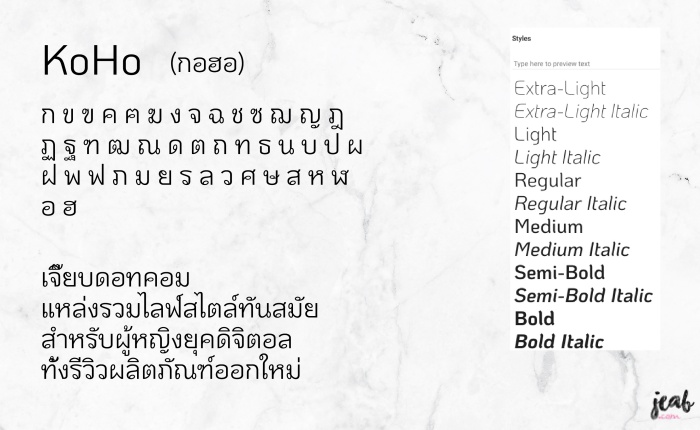 KoHo (กอฮอ)
ก ข ฃ ค ฅ ฆ ง จ ฉ ช ซ ฌ ญ ฎ
ฏ ฐ ฑ ฒ ณ ด ต ถ ท ธ น บ ป ผ
ฝ พ ฟ ภ ม ย ร ล ว ศ ษ ส ห ฬ
อ ฮ
เจี๊ยบดอทคอม
แหล่งรวมไลฟ์สไตล์ทันสมัย
สำหรับผู้หญิงยุคดิจิตอล
ทั้งรีวิวผลิตภัณฑ์ออกใหม่
Styles
Type here to preview text
Extra-Light
Extra-Light Italic
Light
Light Italic
Regular
Regular Italic
Medium
Medium Italic
Semi-Bold
Semi-Bold Italic
Bold
Bold Italic
jeab
.com